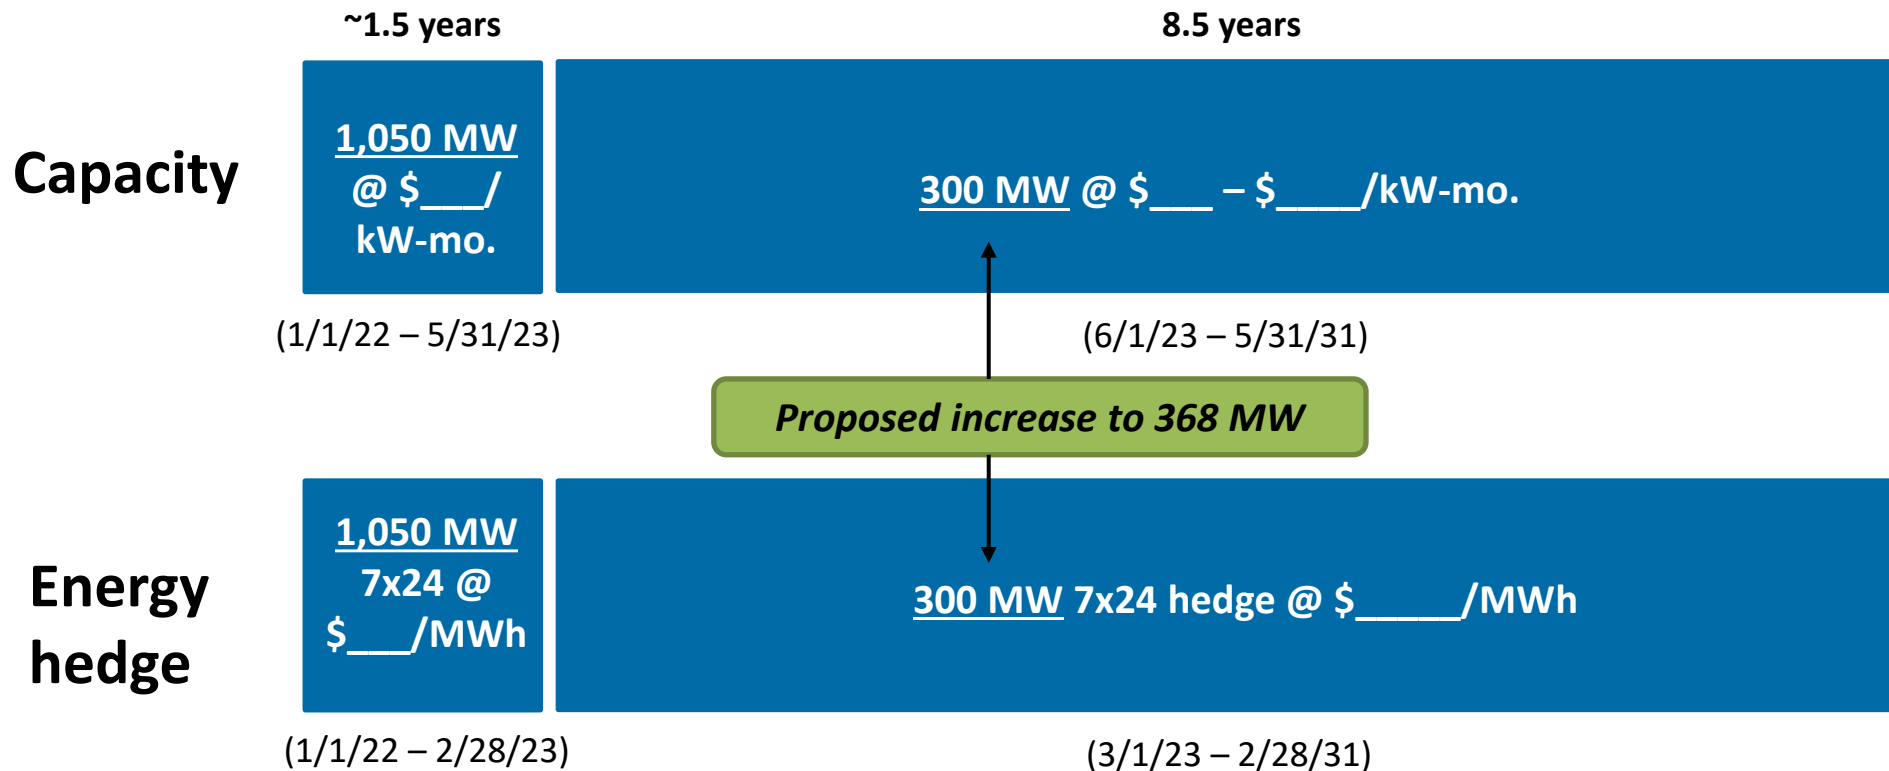 ~1.5 years
8.5 years
Capacity
1,050 MW
@ $___/
kW-mo.
300 MW @ $___ – $____/kW-mo.
(1/1/22 – 5/31/23)
(6/1/23 – 5/31/31)
Proposed increase to 368 MW
Energy
hedge
1,050 MW
7x24 @
$___/MWh
300 MW 7x24 hedge @ $_____/MWh
(1/1/22 – 2/28/23)
(3/1/23 – 2/28/31)